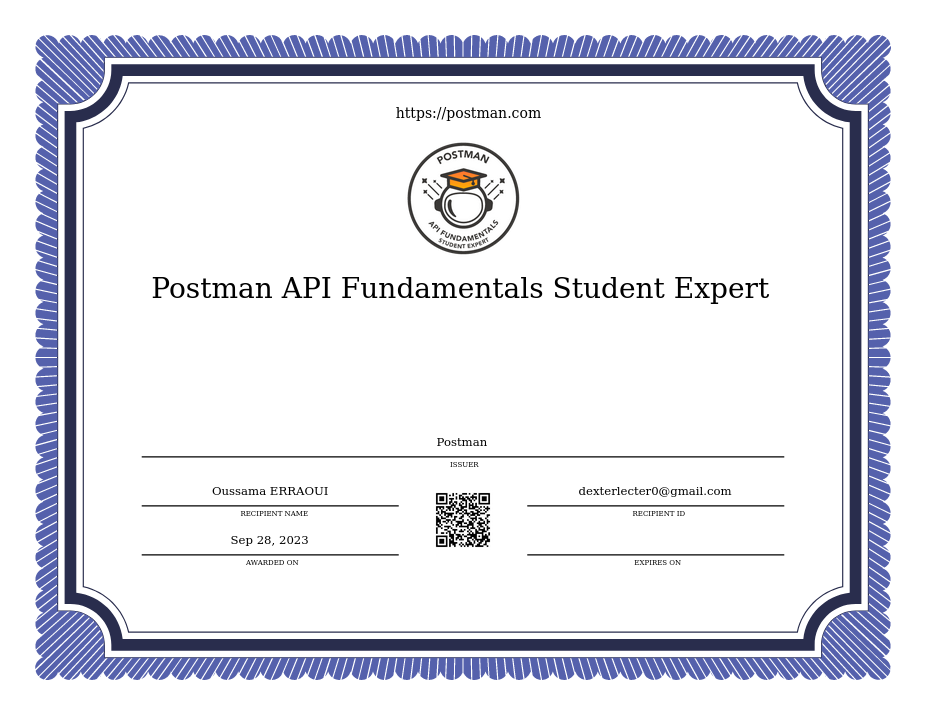 https://postman.com
POSTMAN
API FUNDAMENTALS
STUDENT EXPERT
Postman API Fundamentals Student Expert
Postman
ISSUER
Oussama ERRAOUI
dexterlecter0@gmail.com
RECIPIENT NAME
RECIPIENT ID
Sep 28, 2023
AWARDED ON
EXPIRES ON